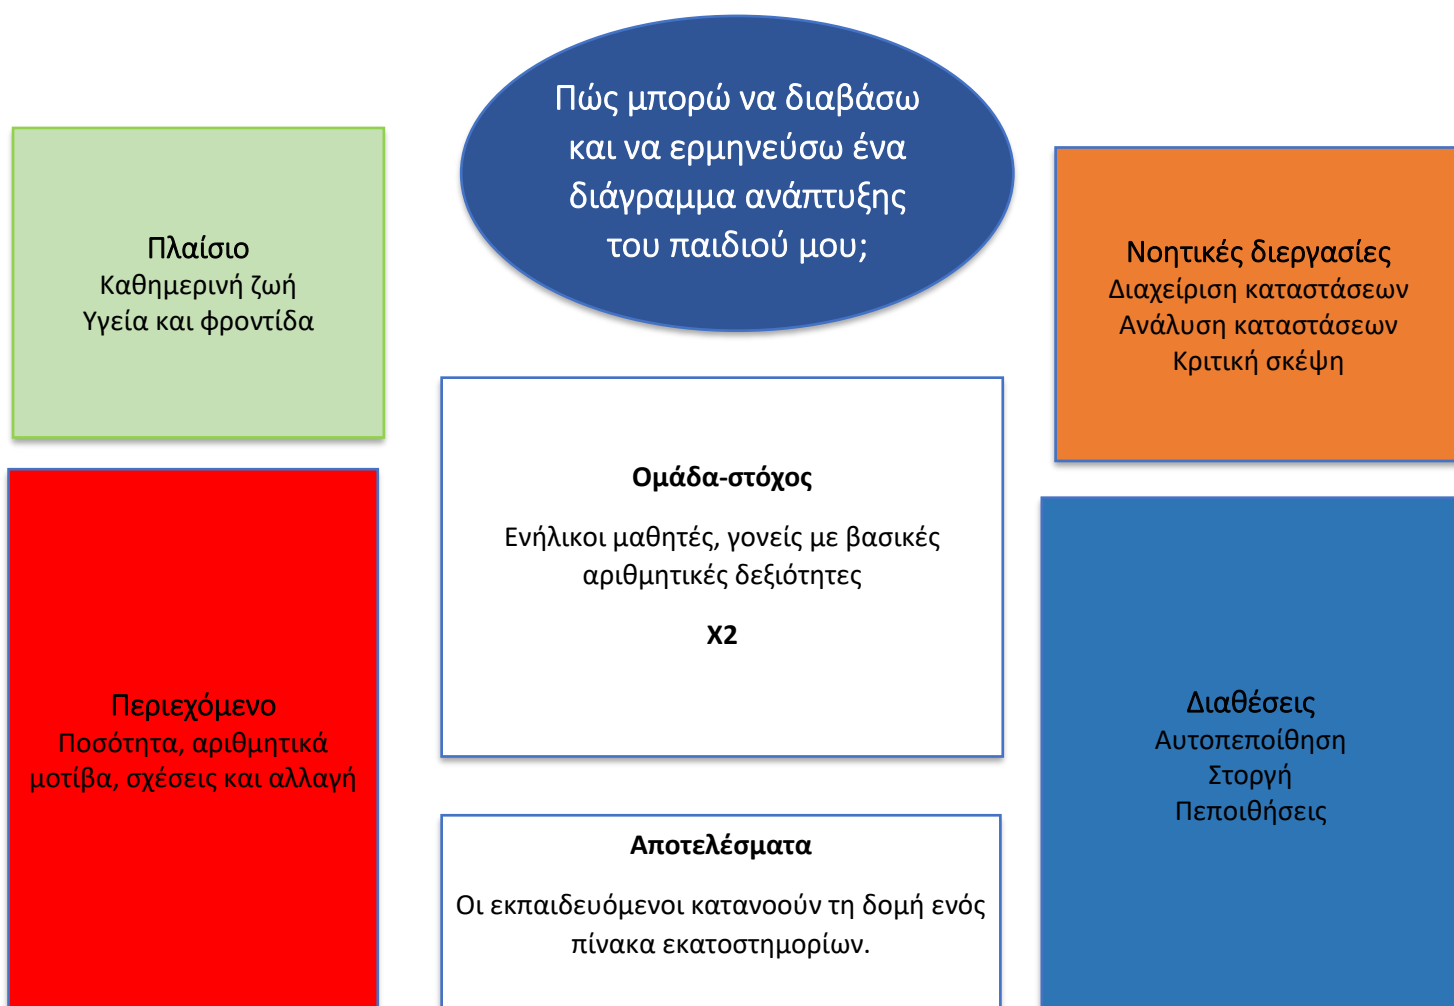 Πώς μπορώ να διαβάσω
και να ερμηνεύσω ένα
διάγραμμα ανάπτυξης
του παιδιού μου;
Πλαίσιο
Καθημερινή ζωή
Υγεία και φροντίδα
Νοητικές διεργασίες
Διαχείριση καταστάσεων
Ανάλυση καταστάσεων
Κριτική σκέψη
Ομάδα-στόχος
Ενήλικοι μαθητές, γονείς με βασικές
αριθμητικές δεξιότητες
X2
Περιεχόμενο
Ποσότητα, αριθμητικά
μοτίβα, σχέσεις και αλλαγή
Διαθέσεις
Αυτοπεποίθηση
Στοργή
Πεποιθήσεις
Αποτελέσματα
Οι εκπαιδευόμενοι κατανοούν τη δομή ενός
πίνακα εκατοστημορίων.